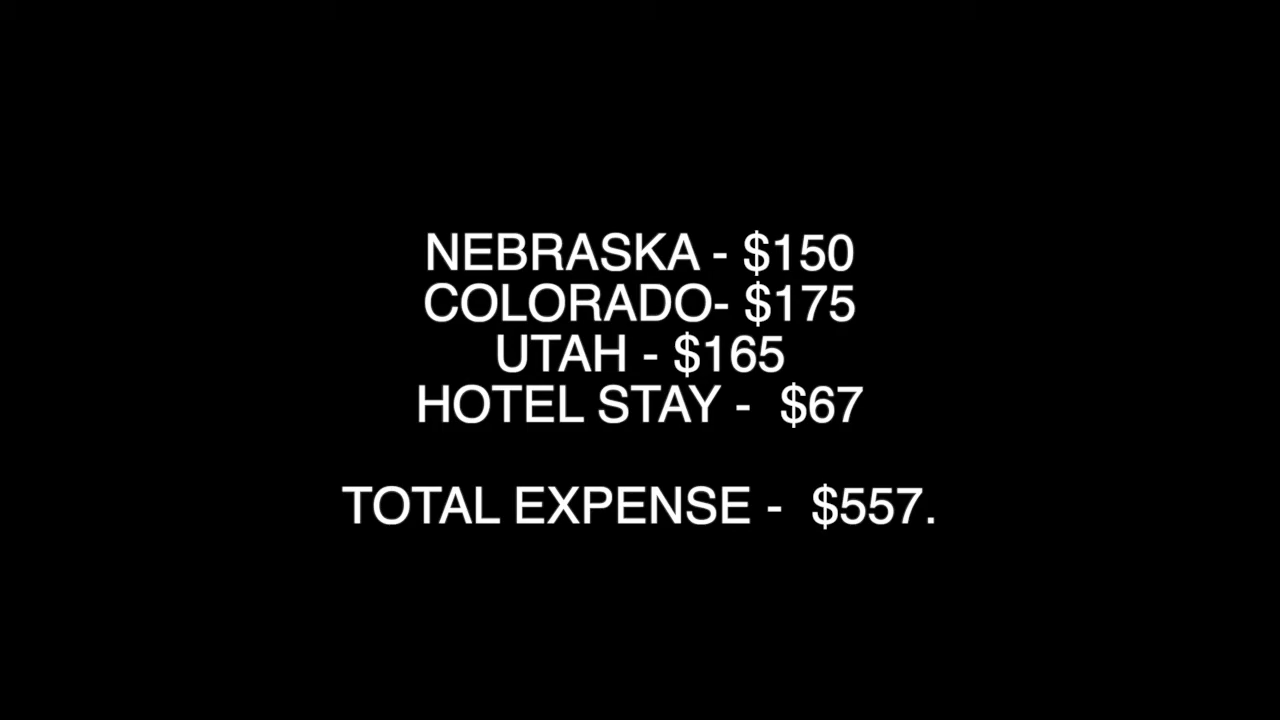 NEBRASKA - $150
COLORADO- $175
UTAH - $165
HOTEL STAY -  $67
TOTAL EXPENSE -  $557.